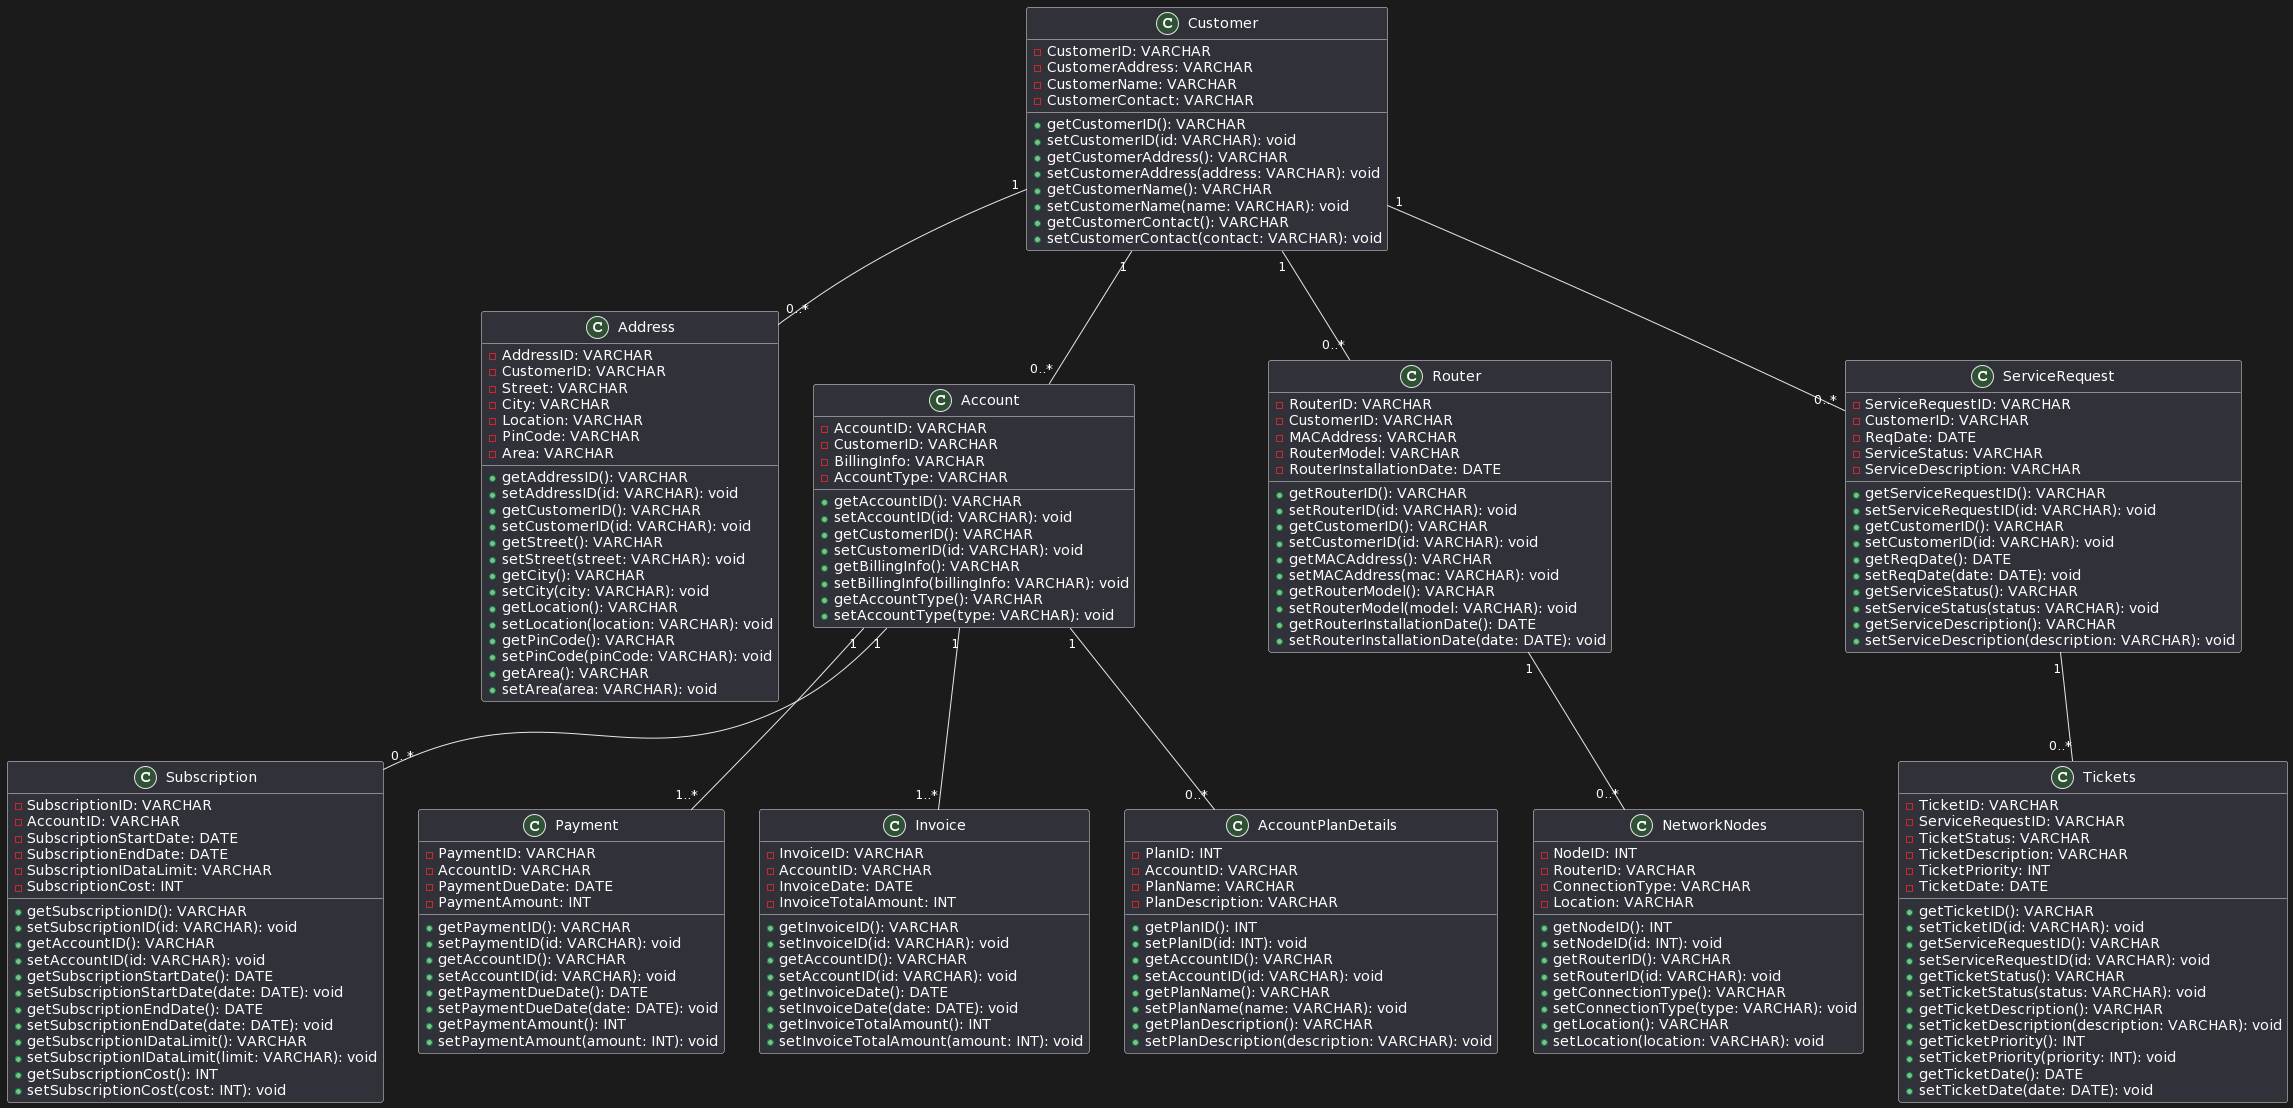 C Customer
CustomerID: VARCHAR
CustomerAddress: VARCHAR
CustomerName: VARCHAR
CustomerContact: VARCHAR
getCustomerID(): VARCHAR
setCustomerID(id: VARCHAR): void
getCustomerAddress(): VARCHAR
setCustomerAddress(address: VARCHAR): void
getCustomerName(): VARCHAR
setCustomerName(name: VARCHAR): void
getCustomerContact(): VARCHAR
setCustomerContact(contact: VARCHAR): void
1
1
1
1
0..*
0..*
0..*
0..*
C Address
AddressID: VARCHAR
CustomerID: VARCHAR
Street: VARCHAR
City: VARCHAR
Location: VARCHAR
PinCode: VARCHAR
Area: VARCHAR
getAddressID(): VARCHAR
setAddressID(id: VARCHAR): void
getCustomerID(): VARCHAR
setCustomerID(id: VARCHAR): void
getStreet(): VARCHAR
setStreet(street: VARCHAR): void
getCity(): VARCHAR
setCity(city: VARCHAR): void
getLocation(): VARCHAR
setLocation(location: VARCHAR): void
getPinCode(): VARCHAR
setPinCode(pinCode: VARCHAR): void
getArea(): VARCHAR
setArea(area: VARCHAR): void
C Account
AccountID: VARCHAR
CustomerID: VARCHAR
BillingInfo: VARCHAR
AccountType: VARCHAR
getAccountID(): VARCHAR
setAccountID(id: VARCHAR): void
getCustomerID(): VARCHAR
setCustomerID(id: VARCHAR): void
getBillingInfo(): VARCHAR
setBillingInfo(billingInfo: VARCHAR): void
getAccountType(): VARCHAR
setAccountType(type: VARCHAR): void
C Router
RouterID: VARCHAR
CustomerID: VARCHAR
MACAddress: VARCHAR
RouterModel: VARCHAR
RouterInstallationDate: DATE
getRouterID(): VARCHAR
setRouterID(id: VARCHAR): void
getCustomerID(): VARCHAR
setCustomerID(id: VARCHAR): void
getMACAddress(): VARCHAR
setMACAddress(mac: VARCHAR): void
getRouterModel(): VARCHAR
setRouterModel(model: VARCHAR): void
getRouterInstallationDate(): DATE
setRouterInstallationDate(date: DATE): void
C ServiceRequest
ServiceRequestID: VARCHAR
CustomerID: VARCHAR
ReqDate: DATE
ServiceStatus: VARCHAR
ServiceDescription: VARCHAR
getServiceRequestID(): VARCHAR
setServiceRequestID(id: VARCHAR): void
getCustomerID(): VARCHAR
setCustomerID(id: VARCHAR): void
getReqDate(): DATE
setReqDate(date: DATE): void
getServiceStatus(): VARCHAR
setServiceStatus(status: VARCHAR): void
getServiceDescription(): VARCHAR
setServiceDescription(description: VARCHAR): void
1
1
1
1
1
1
0..*
1..*
1..*
0..*
0..*
0..*
C Subscription
SubscriptionID: VARCHAR
AccountID: VARCHAR
SubscriptionStartDate: DATE
SubscriptionEndDate: DATE
SubscriptionIDataLimit: VARCHAR
SubscriptionCost: INT
getSubscriptionID(): VARCHAR
setSubscriptionID(id: VARCHAR): void
getAccountID(): VARCHAR
setAccountID(id: VARCHAR): void
getSubscriptionStartDate(): DATE
setSubscriptionStartDate(date: DATE): void
getSubscriptionEndDate(): DATE
setSubscriptionEndDate(date: DATE): void
getSubscriptionIDataLimit(): VARCHAR
setSubscriptionIDataLimit(limit: VARCHAR): void
getSubscriptionCost(): INT
setSubscriptionCost(cost: INT): void
C Payment
PaymentID: VARCHAR
AccountID: VARCHAR
PaymentDueDate: DATE
PaymentAmount: INT
getPaymentID(): VARCHAR
setPaymentID(id: VARCHAR): void
getAccountID(): VARCHAR
setAccountID(id: VARCHAR): void
getPaymentDueDate(): DATE
setPaymentDueDate(date: DATE): void
getPaymentAmount(): INT
setPaymentAmount(amount: INT): void
C Invoice
InvoiceID: VARCHAR
AccountID: VARCHAR
InvoiceDate: DATE
InvoiceTotalAmount: INT
getInvoiceID(): VARCHAR
setInvoiceID(id: VARCHAR): void
getAccountID(): VARCHAR
setAccountID(id: VARCHAR): void
getInvoiceDate(): DATE
setInvoiceDate(date: DATE): void
getInvoiceTotalAmount(): INT
setInvoiceTotalAmount(amount: INT): void
C AccountPlanDetails
PlanID: INT
AccountID: VARCHAR
PlanName: VARCHAR
PlanDescription: VARCHAR
getPlanID(): INT
setPlanID(id: INT): void
getAccountID(): VARCHAR
setAccountID(id: VARCHAR): void
getPlanName(): VARCHAR
setPlanName(name: VARCHAR): void
getPlanDescription(): VARCHAR
setPlanDescription(description: VARCHAR): void
C NetworkNodes
NodeID: INT
RouterID: VARCHAR
ConnectionType: VARCHAR
Location: VARCHAR
getNodeID(): INT
setNodeID(id: INT): void
getRouterID(): VARCHAR
setRouterID(id: VARCHAR): void
getConnectionType(): VARCHAR
setConnectionType(type: VARCHAR): void
getLocation(): VARCHAR
setLocation(location: VARCHAR): void
C Tickets
TicketID: VARCHAR
ServiceRequestID: VARCHAR
TicketStatus: VARCHAR
TicketDescription: VARCHAR
TicketPriority: INT
TicketDate: DATE
getTicketID(): VARCHAR
setTicketID(id: VARCHAR): void
getServiceRequestID(): VARCHAR
setServiceRequestID(id: VARCHAR): void
getTicketStatus(): VARCHAR
setTicketStatus(status: VARCHAR): void
getTicketDescription(): VARCHAR
setTicketDescription(description: VARCHAR): void
getTicketPriority(): INT
setTicketPriority(priority: INT): void
getTicketDate(): DATE
setTicketDate(date: DATE): void